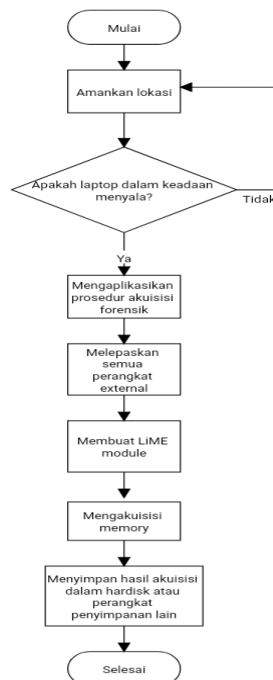 Mulai
Amankan lokasi
Apakah laptop dalam keadaan
menyala?
Tidak
Ya
Mengaplikasikan
prosedur akuisisi
forensik
Melepaskan
semua
perangkat
external
Membuat LiME
module
Mengakuisisi
memory
Menyimpan hasil akuisisi
dalam hardisk atau
perangkat
penyimpanan lain
Selesai